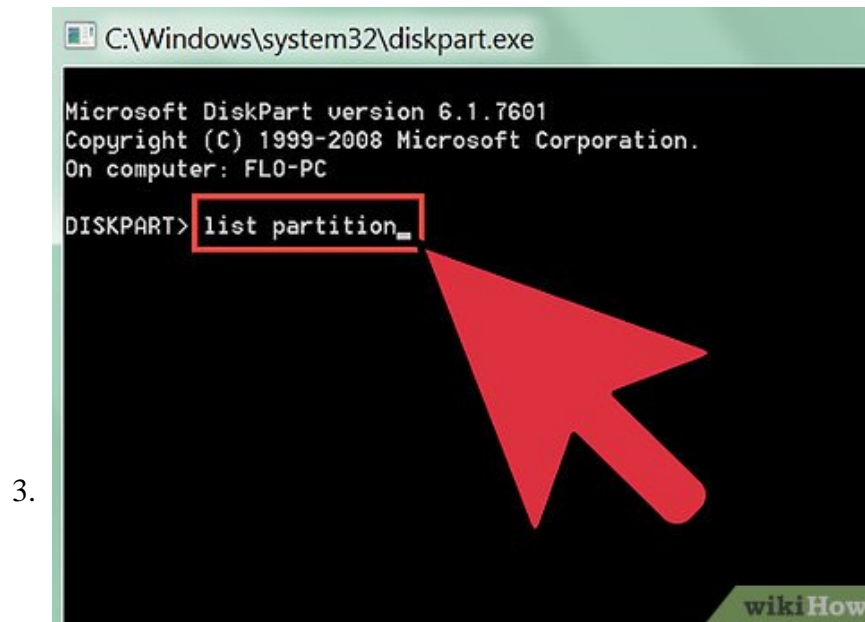 C:\Windows\system32\diskpart.exe
Microsoft DiskPart version 6.1.7601
Copyright (C) 1999-2008 Microsoft Corporation.
On computer: FLO-PC
DISKPART> list partition_
3.
wikiHow